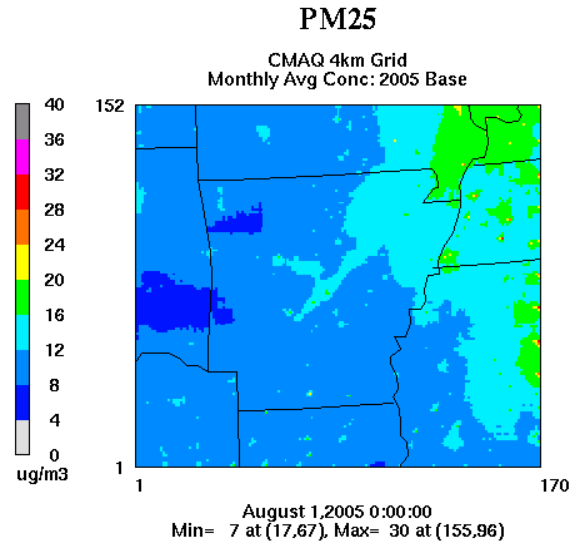 PM25
CMAQ 4km Grid
Monthly Avg Conc: 2005 Base
40
36
32
28
24
20
16
12
8
4
0
ug/m3
152
1
1
170
August 1,2005 0:00:00
Min= 7 at (17,67), Max= 30 at (155,96)